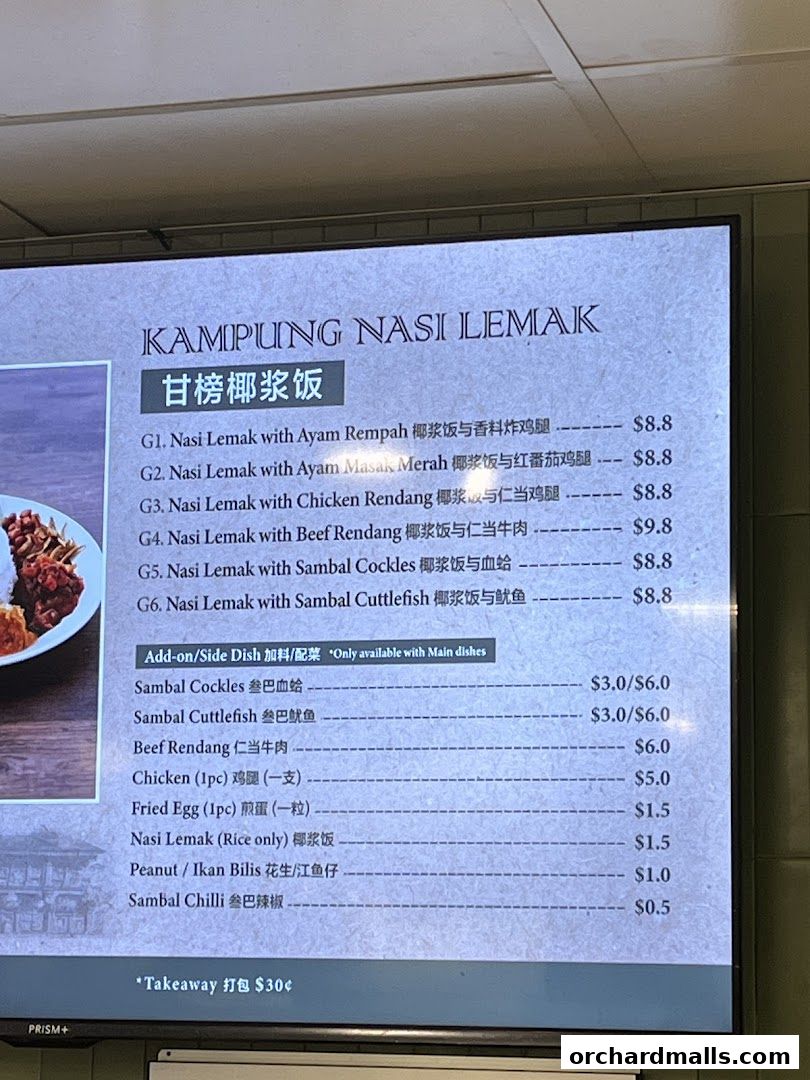 KAMPUNG NASI LEMAK
甘榜椰浆饭
G1. Nasi Lemak with Ayam Rempah 椰浆饭与香料炸鸡腿 ------- $8.8
G2. Nasi Lemak with Ayam Masak Merah 椰浆饭与红番茄鸡腿 --- $8.8
G3. Nasi Lemak with Chicken Rendang 椰浆饭与仁当鸡腿 ------ $8.8
G4. Nasi Lemak with Beef Rendang 椰浆饭与仁当牛肉 --------- $9.8
G5. Nasi Lemak with Sambal Cockles 椰浆饭与血蛤 ----------- $8.8
G6. Nasi Lemak with Sambal Cuttlefish 椰浆饭与鱿鱼 --------- $8.8
Add-on/Side Dish 加料/配菜 *Only available with Main dishes
Sambal Cockles 叁巴血蛤 ------------------------------ $3.0/$6.0
Sambal Cuttlefish 叁巴鱿鱼 ----------------------------- $3.0/$6.0
Beef Rendang 仁当牛肉 ------------------------------------ $6.0
Chicken (1pc) 鸡腿 (一支) ----------------------------------- $5.0
Fried Egg (1pc) 煎蛋 (一粒) ---------------------------------- $1.5
Nasi Lemak (Rice only) 椰浆饭 ------------------------------- $1.5
Peanut / Ikan Bilis 花生/江鱼仔 ------------------------------ $1.0
Sambal Chilli 叁巴辣椒 ------------------------------------- $0.5
*Takeaway 打包 $30¢
PRISM+
orchardmalls.com